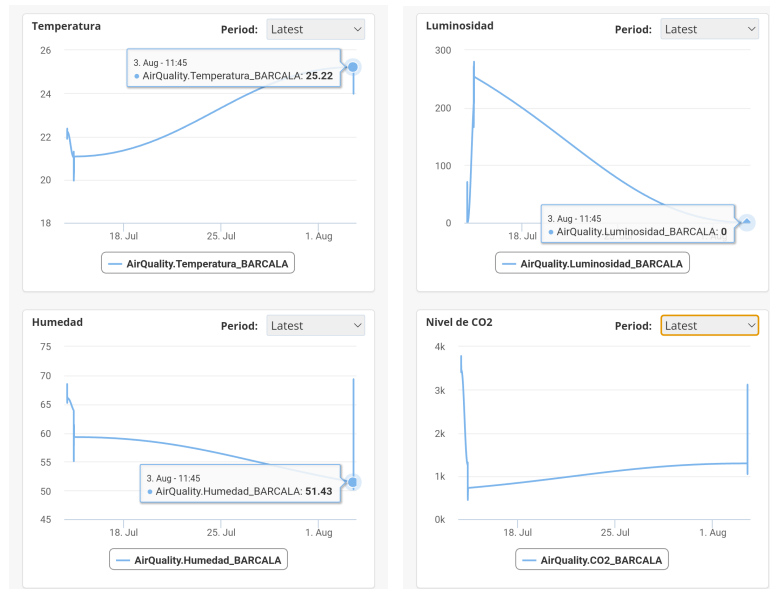 Temperatura
Period: Latest
26
24
22
20
18
3. Aug - 11:45
AirQuality.Temperatura_BARCALA: 25.22
18. Jul 25. Jul 1. Aug
AirQuality.Temperatura_BARCALA
Luminosidad
Period: Latest
300
200
100
0
3. Aug - 11:45
AirQuality.Luminosidad_BARCALA: 0
18. Jul
AirQuality.Luminosidad_BARCALA
Humedad
Period: Latest
75
70
65
60
55
50
45
3. Aug - 11:45
AirQuality.Humedad_BARCALA: 51.43
18. Jul 25. Jul 1. Aug
AirQuality.Humedad_BARCALA
Nivel de CO2
Period: Latest
4k
3k
2k
1k
0k
18. Jul 25. Jul 1. Aug
AirQuality.CO2_BARCALA